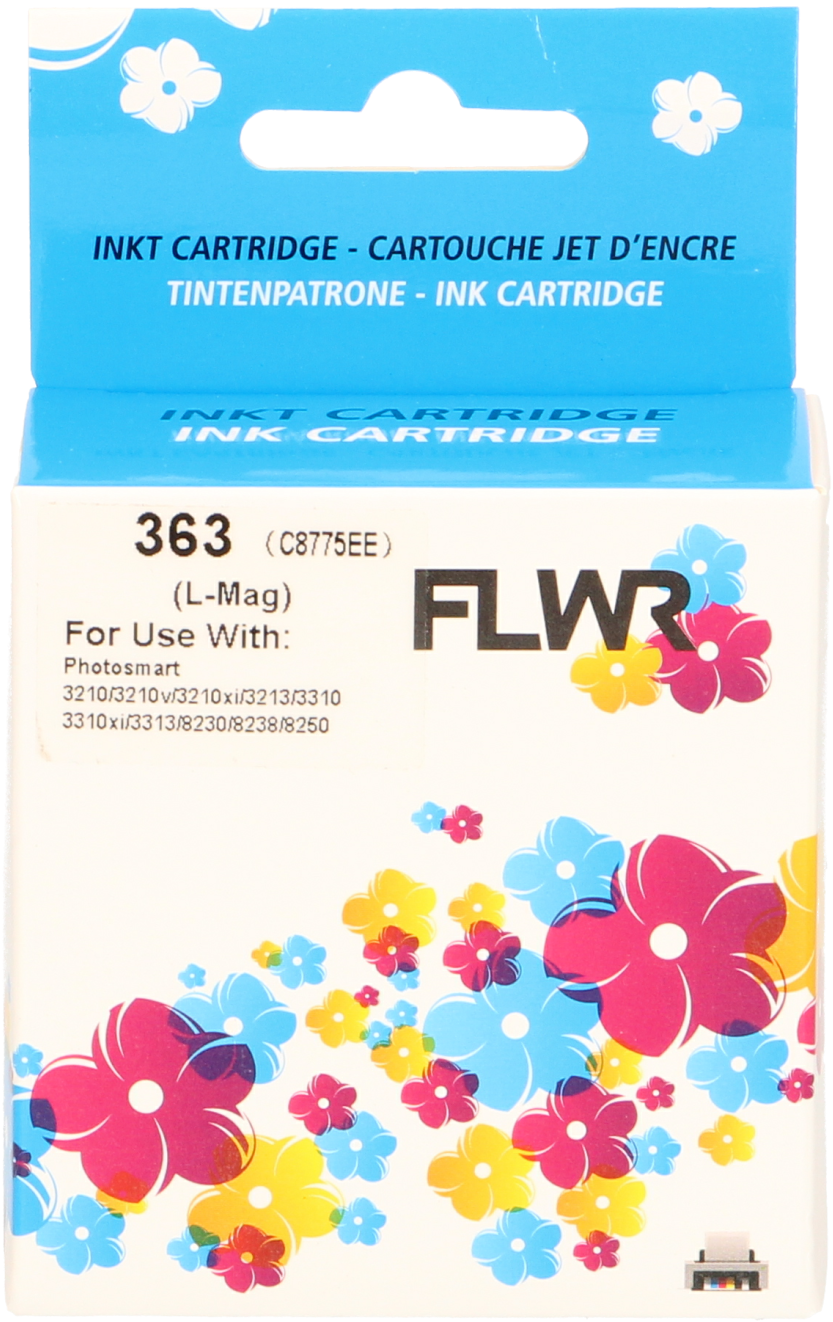 INKT CARTRIDGE - CARTOUCHE JET D'ENCRE
TINTENPATRONE - INK CARTRIDGE
INKT CARTRIDGE
INK CARTRIDGE
363 (C8775EE)
(L-Mag)
FLWR
For Use With:
Photosmart
3210/3210v/3210xi/3213/3310
3310xi/3313/8230/8238/8250